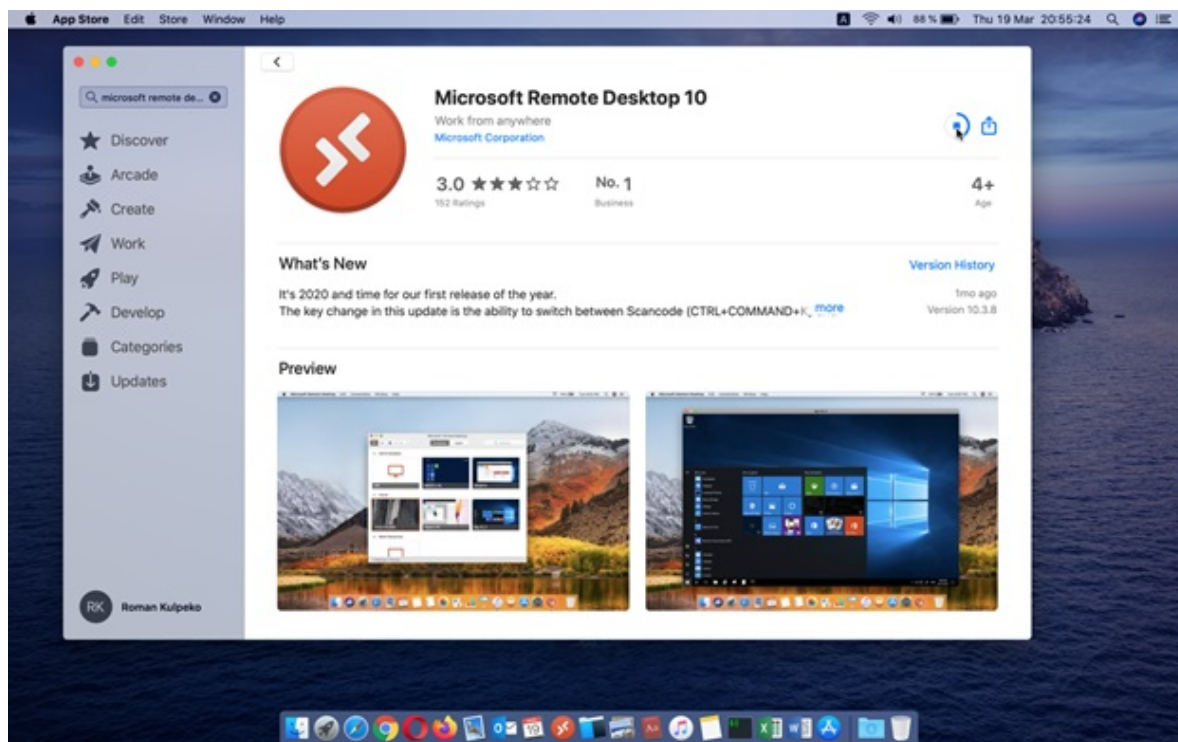 App Store Edit Store Window Help
A 88 % Thu 19 Mar 20:55:24
microsoft remote de...
Discover
Arcade
Create
Work
Play
Develop
Categories
Updates
RK Roman Kulpeko
Microsoft Remote Desktop 10
Work from anywhere
Microsoft Corporation
3.0 ★★★☆☆ No. 1 4+
152 Ratings Business Age
What's New Version History
It's 2020 and time for our first release of the year. 1mo ago
The key change in this update is the ability to switch between Scancode (CTRL+COMMAND+K, more Version 10.3.8
Preview
19